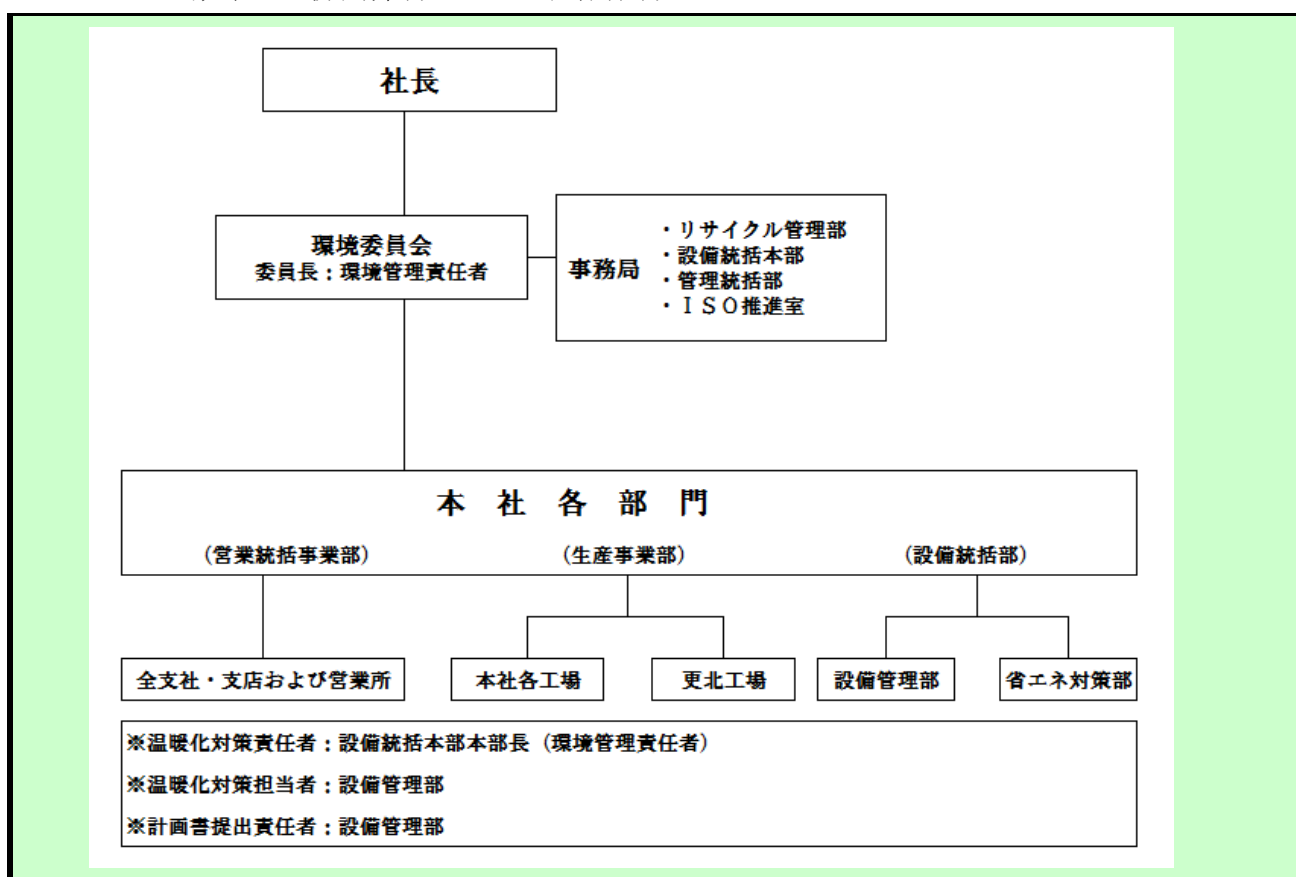 社長
環境委員会
委員長：環境管理責任者
事務局
・リサイクル管理部
・設備統括本部
・管理統括部
・ＩＳＯ推進室
本 社 各 部 門
（営業統括事業部）
（生産事業部）
（設備統括部）
全支社・支店および営業所
本社各工場
更北工場
設備管理部
省エネ対策部
※温暖化対策責任者：設備統括本部本部長（環境管理責任者）
※温暖化対策担当者：設備管理部
※計画書提出責任者：設備管理部